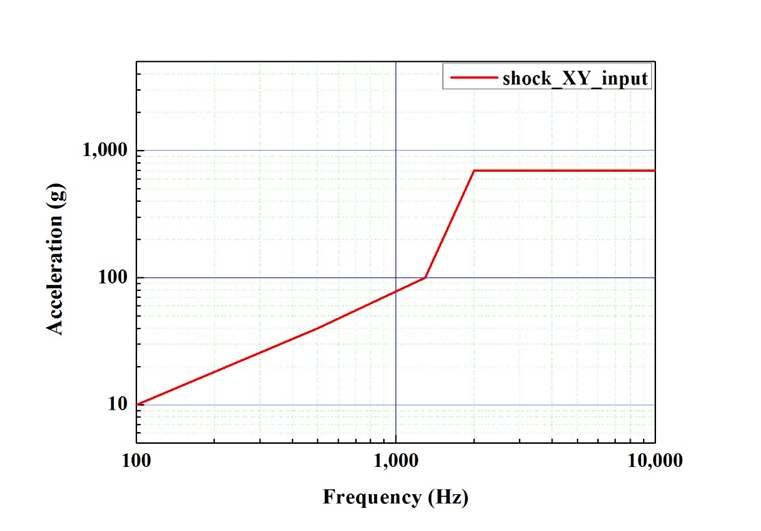 shock_XY_input
1,000
100
10
Acceleration (g)
100 1,000 10,000
Frequency (Hz)